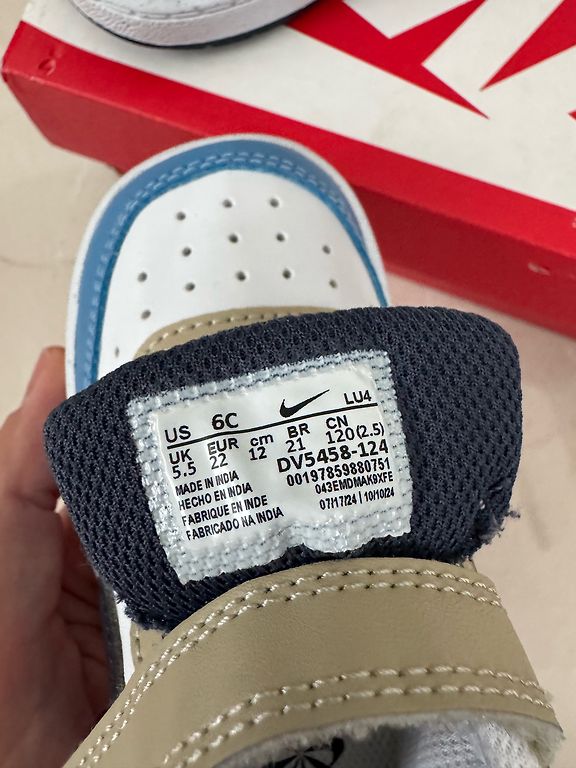 US 6C LU4
UK EUR cm BR CN
5.5 22 12 21 120(2.5)
DV5458-124
00197859880751
MADE IN INDIA
043EMDMAK9XFE
HECHO EN INDIA
07/17/24 | 10/10/24
FABRIQUE EN INDE
FABRICADO NA INDIA